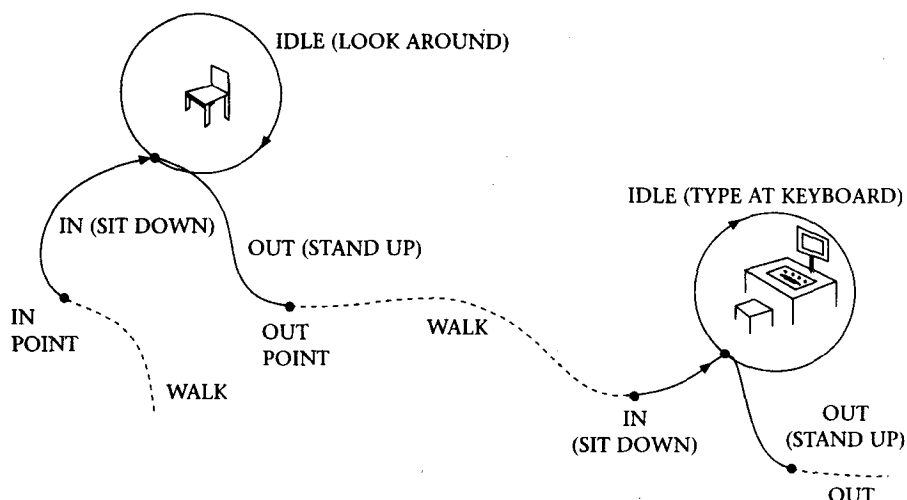 IDLE (LOOK AROUND)
IN (SIT DOWN)
OUT (STAND UP)
IN
POINT
WALK
OUT
POINT
WALK
IDLE (TYPE AT KEYBOARD)
IN
(SIT DOWN)
OUT
(STAND UP)
OUT